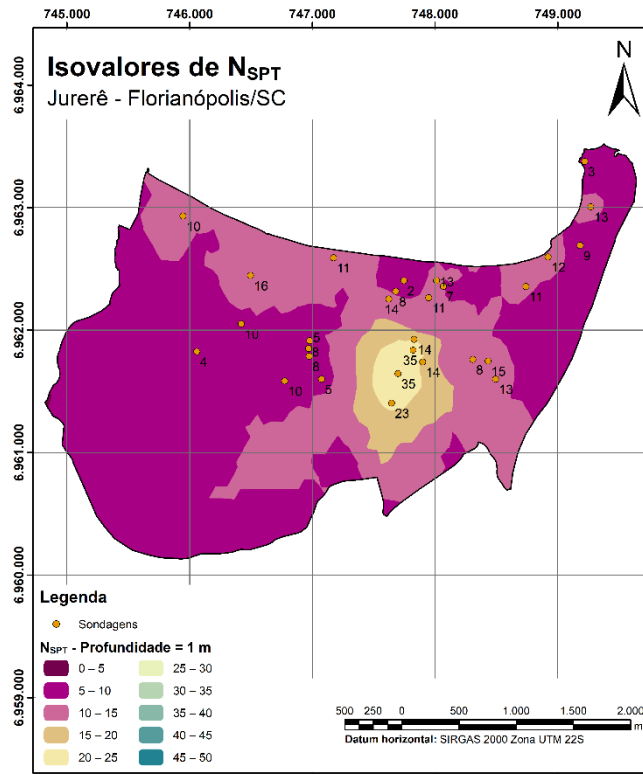 745.000 746.000 747.000 748.000 749.000
Isovalores de NSPT
Jurerê - Florianópolis/SC
N
6.964.000
6.963.000
6.962.000
6.961.000
6.960.000
6.959.000
3
13
10
9
12
11
16
11
2
13
7
8
14
11
10
5
14
8
35
4
8
14
8
15
10
5
35
13
23
Legenda
Sondagens
NSPT - Profundidade = 1 m
0 – 5 25 – 30
5 – 10 30 – 35
10 – 15 35 – 40
15 – 20 40 – 45
20 – 25 45 – 50
500 250 0 500 1.000 1.500 2.000
m
Datum horizontal: SIRGAS 2000 Zona UTM 22S